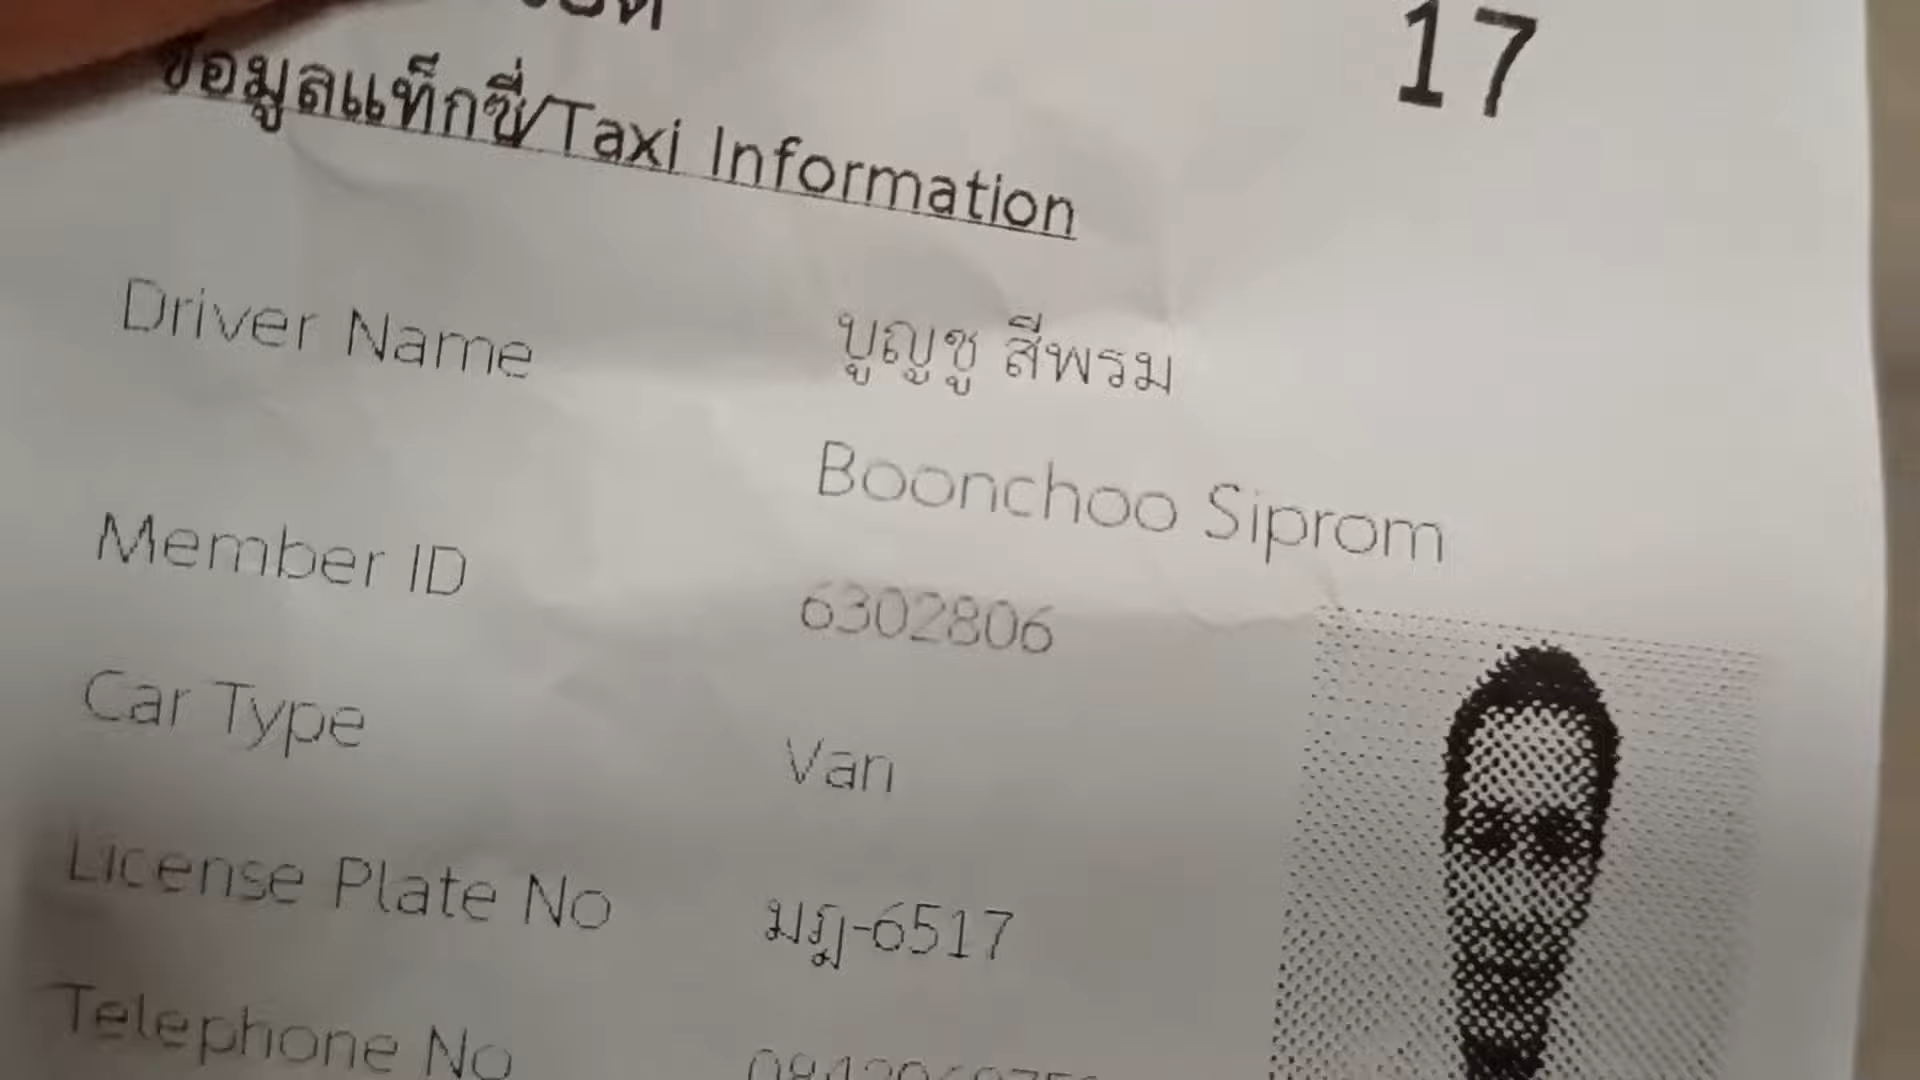 17
ข้อมูลแท็กซี่/Taxi Information
Driver Name บูญชู สีพรม
Boonchoo Siprom
Member ID 6302806
Car Type Van
License Plate No มฎ-6517
Telephone No